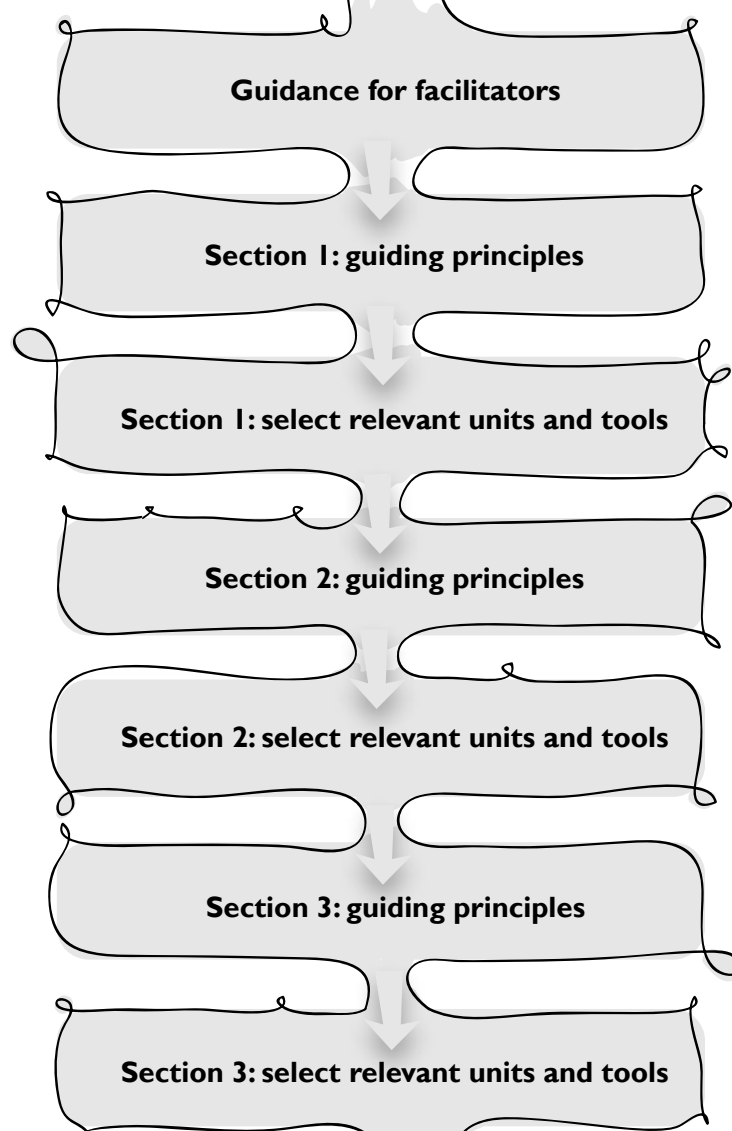 Guidance for facilitators
Section 1: guiding principles
Section 1: select relevant units and tools
Section 2: guiding principles
Section 2: select relevant units and tools
Section 3: guiding principles
Section 3: select relevant units and tools